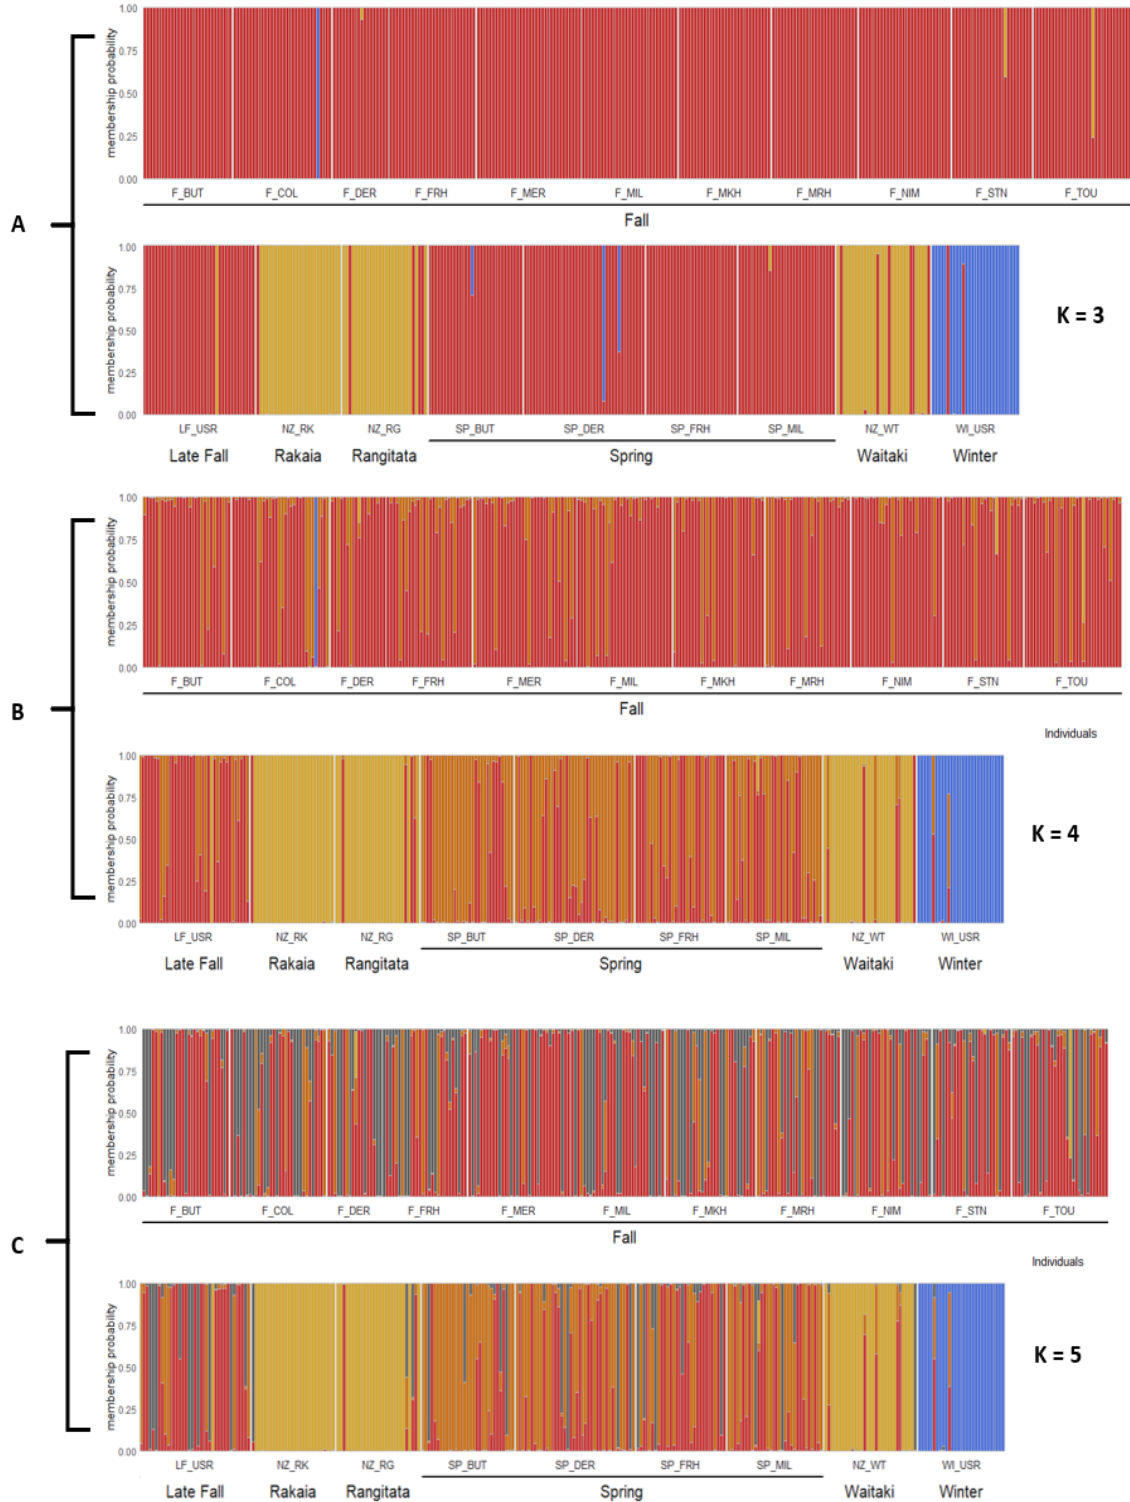 A
membership probability
1.00
0.75
0.50
0.25
0.00
F_BUT F_COL F_DER F_FRH F_MER F_MIL F_MKH F_MRH F_NIM F_STN F_TOU
Fall
membership probability
1.00
0.75
0.50
0.25
0.00
K = 3
LF_USR NZ_RK NZ_RG SP_BUT SP_DER SP_FRH SP_MIL NZ_WT WI_USR
Late Fall Rakaia Rangitata Spring Waitaki Winter
B
membership probability
1.00
0.75
0.50
0.25
0.00
F_BUT F_COL F_DER F_FRH F_MER F_MIL F_MKH F_MRH F_NIM F_STN F_TOU
Fall
Individuals
membership probability
1.00
0.75
0.50
0.25
0.00
K = 4
LF_USR NZ_RK NZ_RG SP_BUT SP_DER SP_FRH SP_MIL NZ_WT WI_USR
Late Fall Rakaia Rangitata Spring Waitaki Winter
C
membership probability
1.00
0.75
0.50
0.25
0.00
F_BUT F_COL F_DER F_FRH F_MER F_MIL F_MKH F_MRH F_NIM F_STN F_TOU
Fall
Individuals
membership probability
1.00
0.75
0.50
0.25
0.00
K = 5
LF_USR NZ_RK NZ_RG SP_BUT SP_DER SP_FRH SP_MIL NZ_WT WI_USR
Late Fall Rakaia Rangitata Spring Waitaki Winter